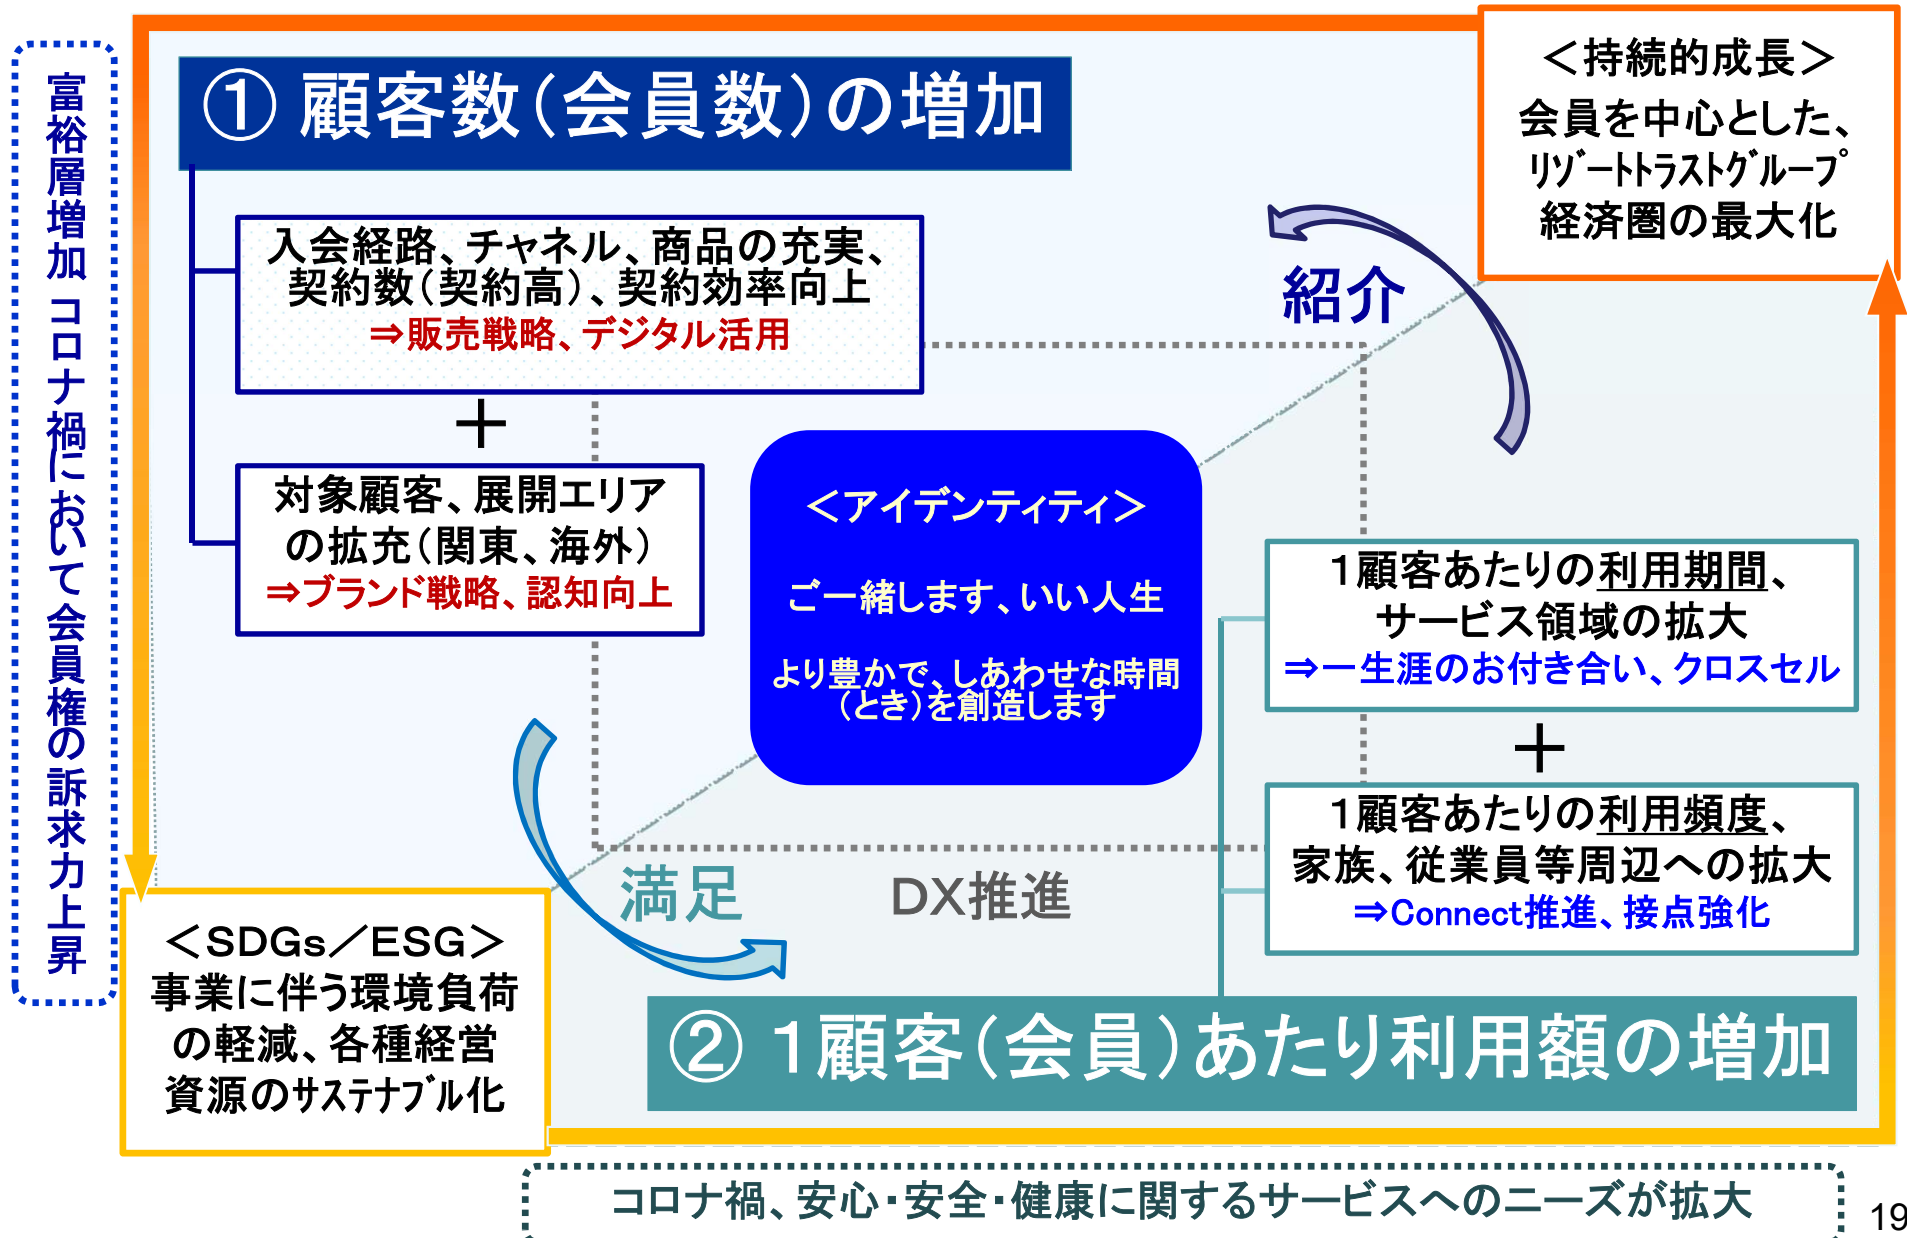 富裕層増加 コロナ禍において会員権の訴求力上昇
① 顧客数（会員数）の増加
入会経路、チャネル、商品の充実、
契約数（契約高）、契約効率向上
⇒販売戦略、デジタル活用
＋
対象顧客、展開エリア
の拡充（関東、海外）
⇒ブランド戦略、認知向上
＜持続的成長＞
会員を中心とした、
ﾘｿﾞｰﾄﾄﾗｽﾄｸﾞﾙｰﾌﾟ
経済圏の最大化
紹介
＜アイデンティティ＞
ご一緒します、いい人生
より豊かで、しあわせな時間
（とき）を創造します
1顧客あたりの利用期間、
サービス領域の拡大
⇒一生涯のお付き合い、クロスセル
＋
1顧客あたりの利用頻度、
家族、従業員等周辺への拡大
⇒Connect推進、接点強化
満足
DX推進
＜SDGs／ESG＞
事業に伴う環境負荷
の軽減、各種経営
資源のｻｽﾃﾅﾌﾞﾙ化
② 1顧客（会員）あたり利用額の増加
コロナ禍、安心・安全・健康に関するサービスへのニーズが拡大
19